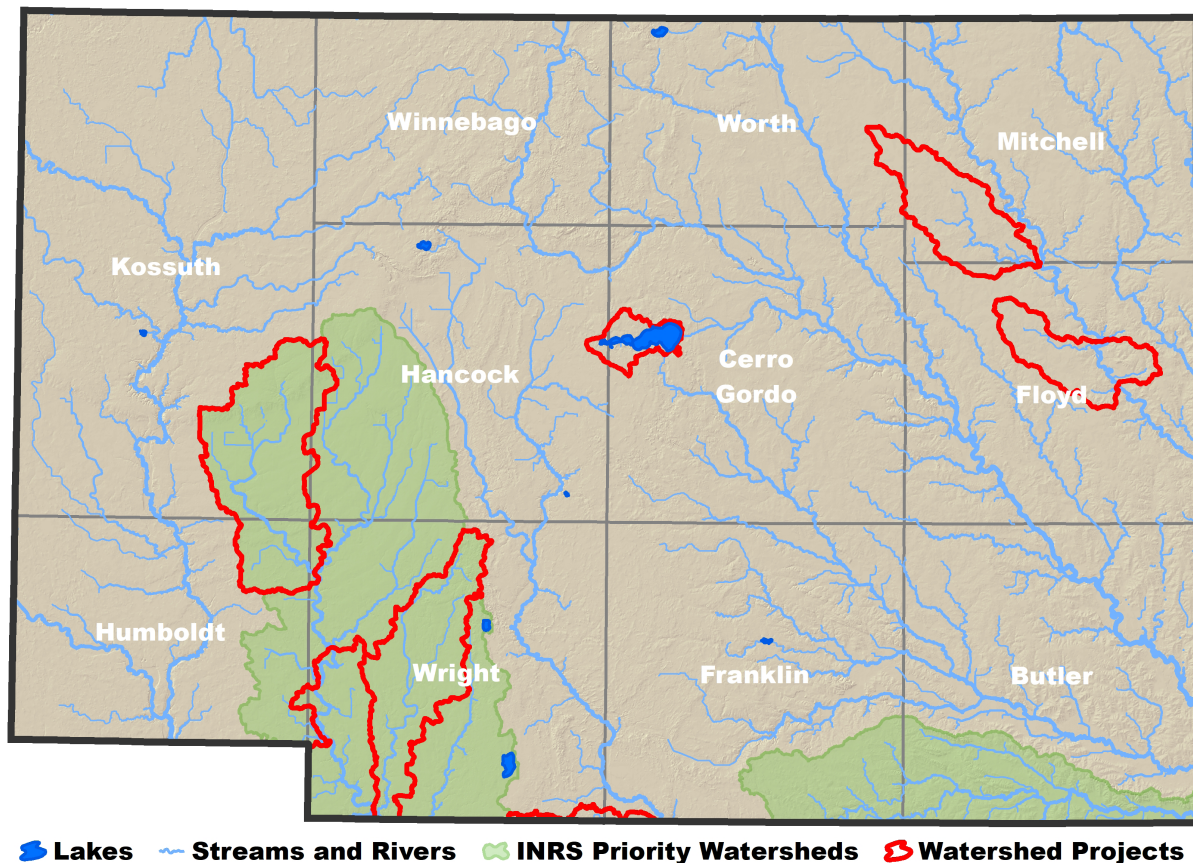 Winnebago
Worth
Mitchell
Kossuth
Hancock
Cerro
Gordo
Floyd
Humboldt
Wright
Franklin
Butler
Lakes
Streams and Rivers
INRS Priority Watersheds
Watershed Projects